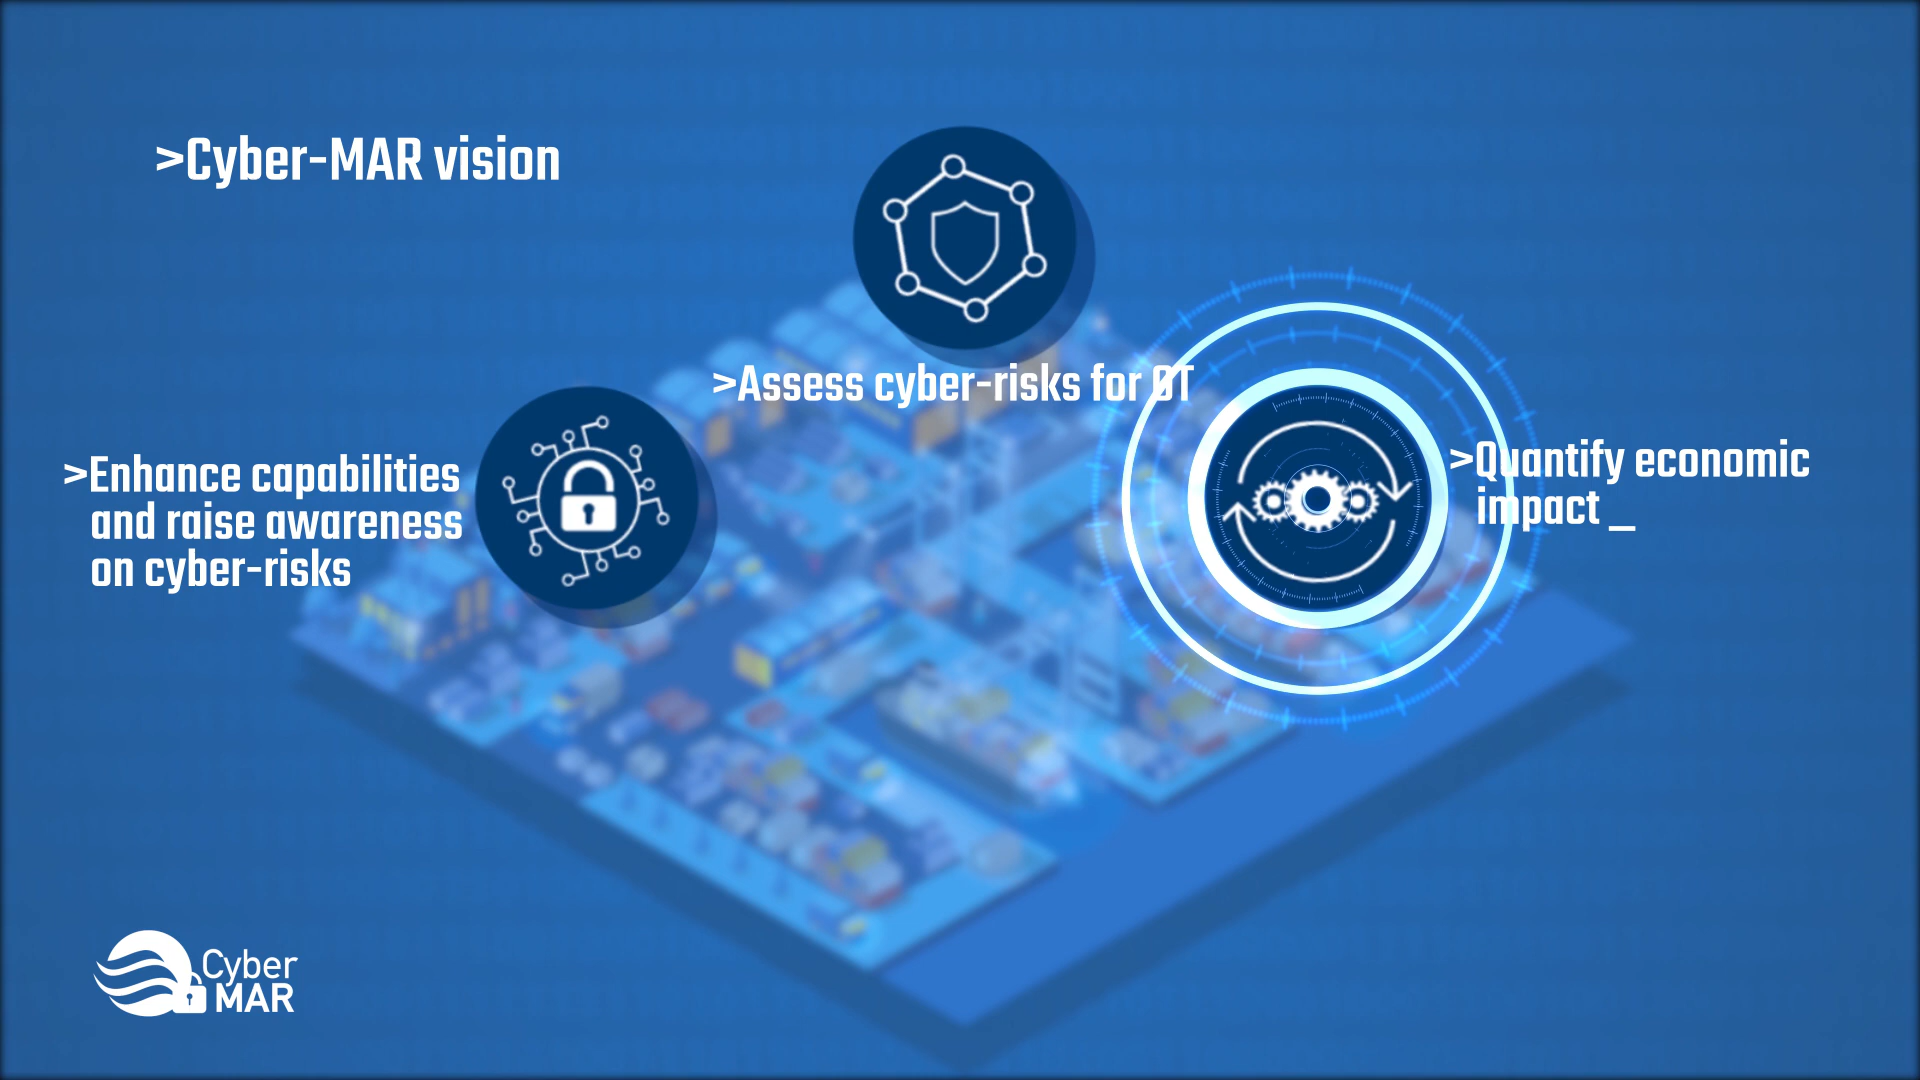 >Cyber-MAR vision
>Assess cyber-risks for OT
>Enhance capabilities
and raise awareness
on cyber-risks
>Quantify economic
impact _
Cyber
MAR